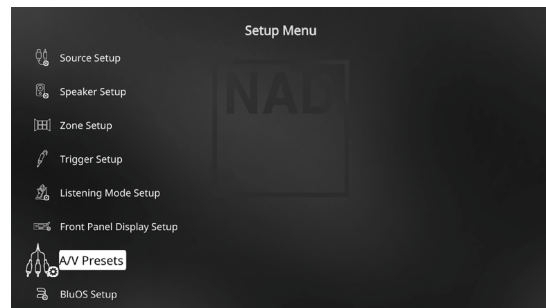 Setup Menu
NAD
Source Setup
Speaker Setup
Zone Setup
Trigger Setup
Listening Mode Setup
Front Panel Display Setup
A/V Presets
BluOS Setup